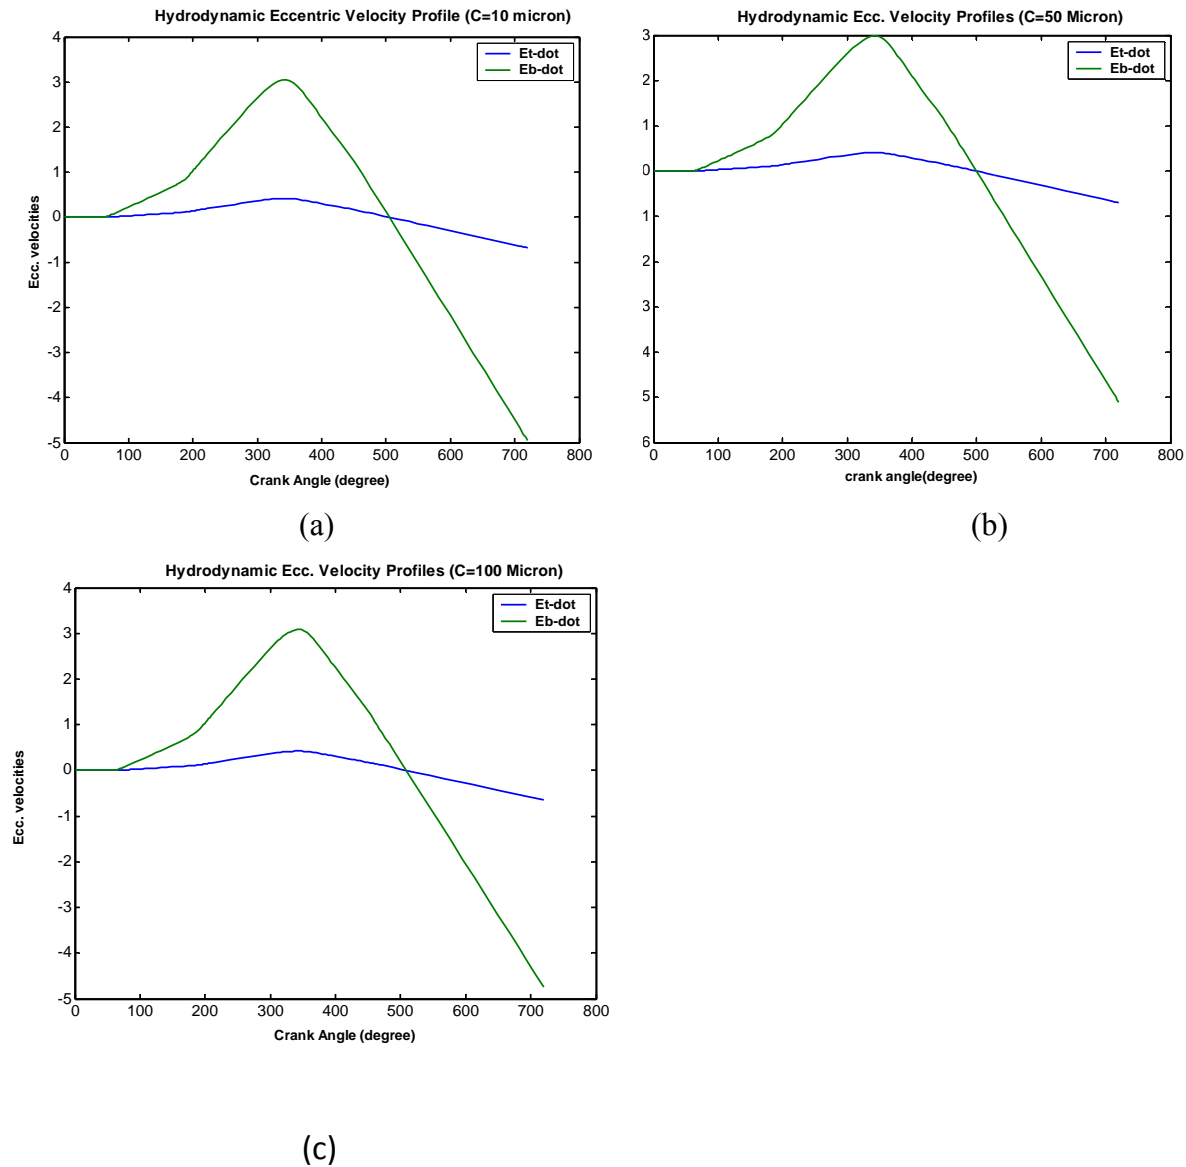 Hydrodynamic Eccentric Velocity Profile (C=10 micron)
4
3
2
1
0
-1
-2
-3
-4
-5
Ecc. velocities
Et-dot
Eb-dot
0 100 200 300 400 500 600 700 800
Crank Angle (degree)
(a)
Hydrodynamic Ecc. Velocity Profiles (C=50 Micron)
3
2
1
0
1
2
3
4
5
6
Et-dot
Eb-dot
0 100 200 300 400 500 600 700 800
crank angle(degree)
(b)
Hydrodynamic Ecc. Velocity Profiles (C=100 Micron)
4
3
2
1
0
-1
-2
-3
-4
-5
Ecc. velocities
Et-dot
Eb-dot
0 100 200 300 400 500 600 700 800
Crank Angle (degree)
(c)